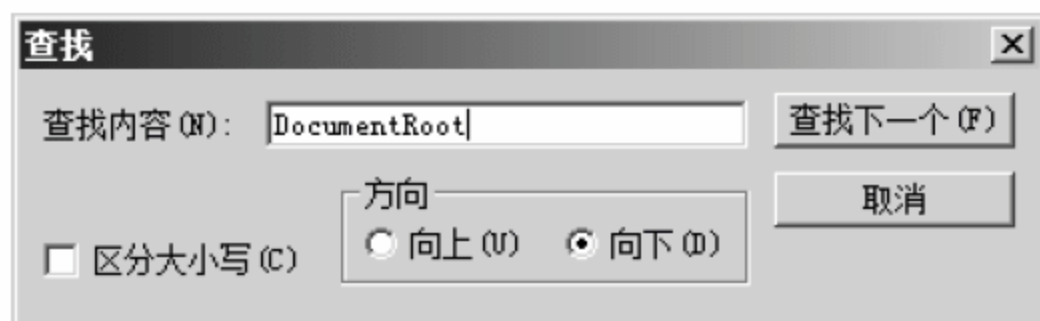 查找
查找内容(N): DocumentRoot 查找下一个(F)
方向 取消
区分大小写(C) 向上(U) 向下(D)